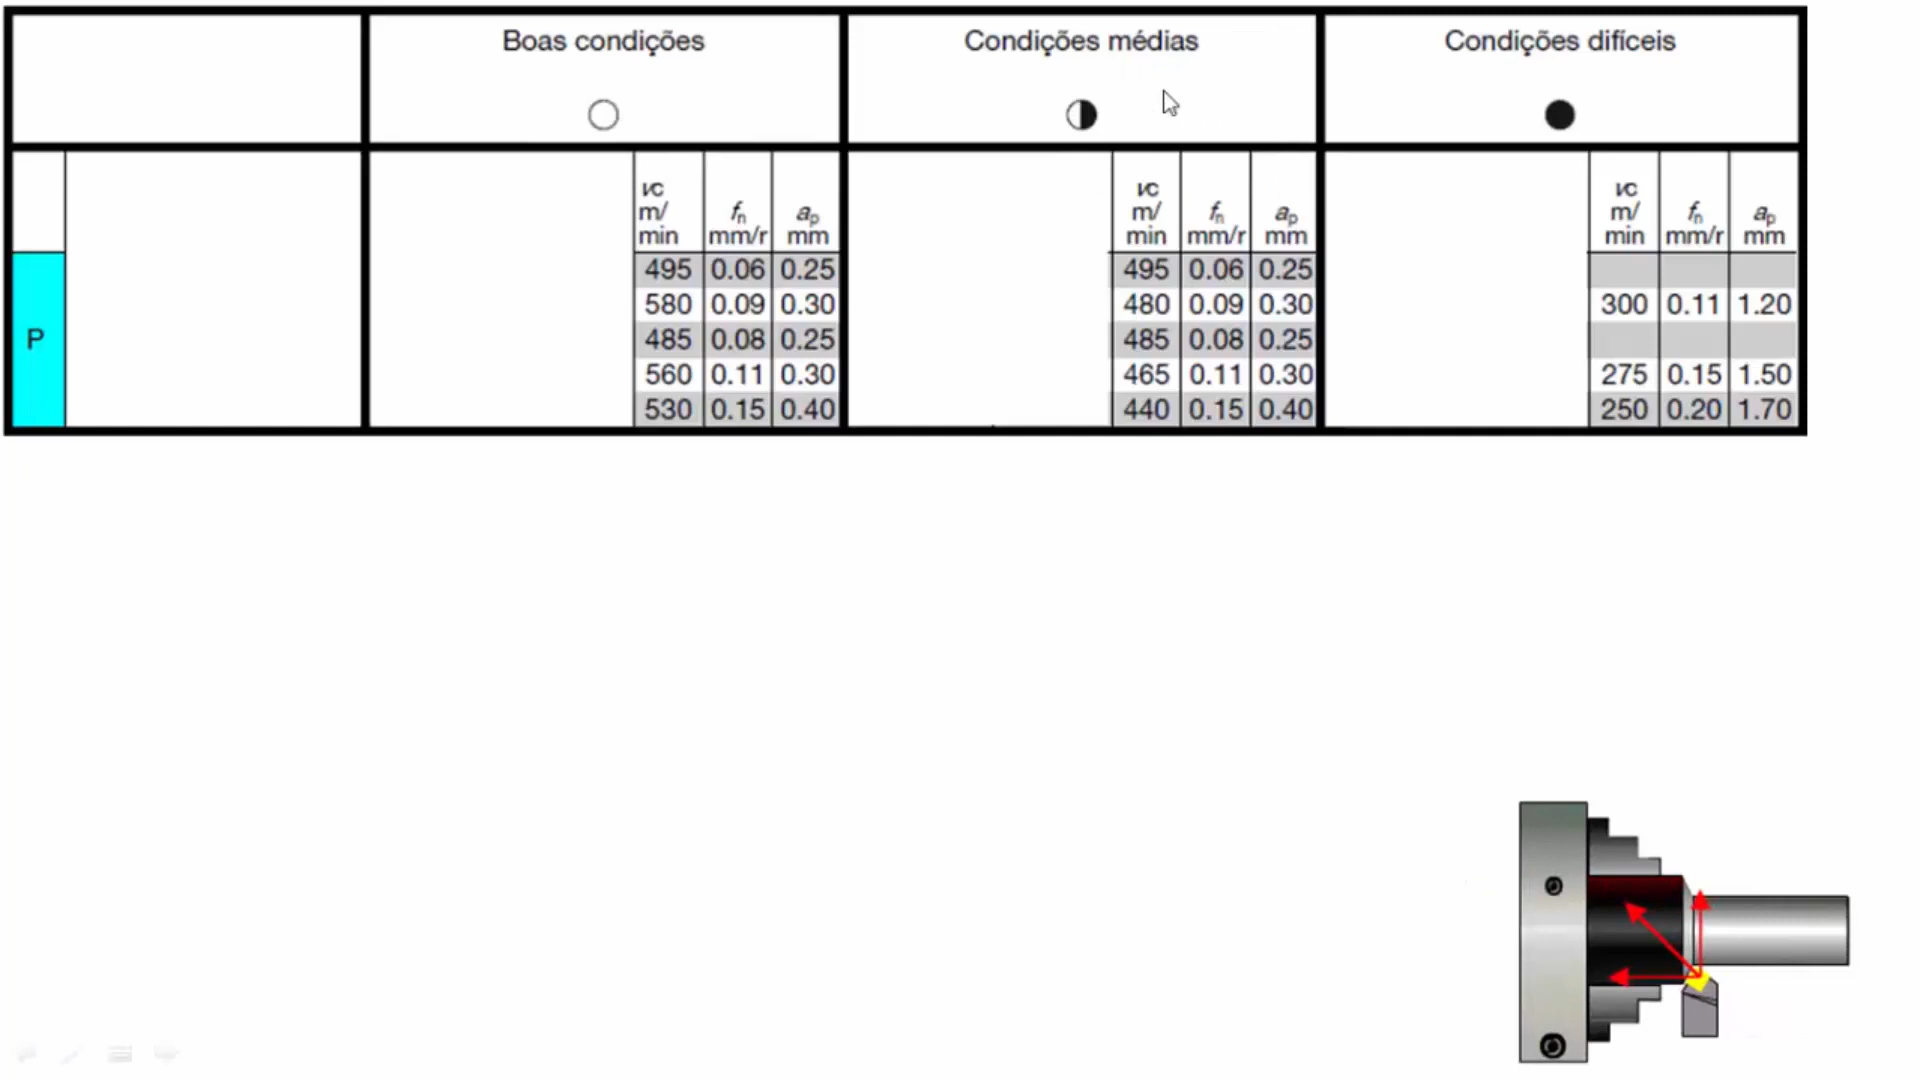 Boas condições Condições médias Condições difíceis
vc m/ min fn mm/r ap mm vc m/ min fn mm/r ap mm vc m/ min fn mm/r ap mm
495 0.06 0.25 495 0.06 0.25
580 0.09 0.30 480 0.09 0.30 300 0.11 1.20
P 485 0.08 0.25 485 0.08 0.25
560 0.11 0.30 465 0.11 0.30 275 0.15 1.50
530 0.15 0.40 440 0.15 0.40 250 0.20 1.70